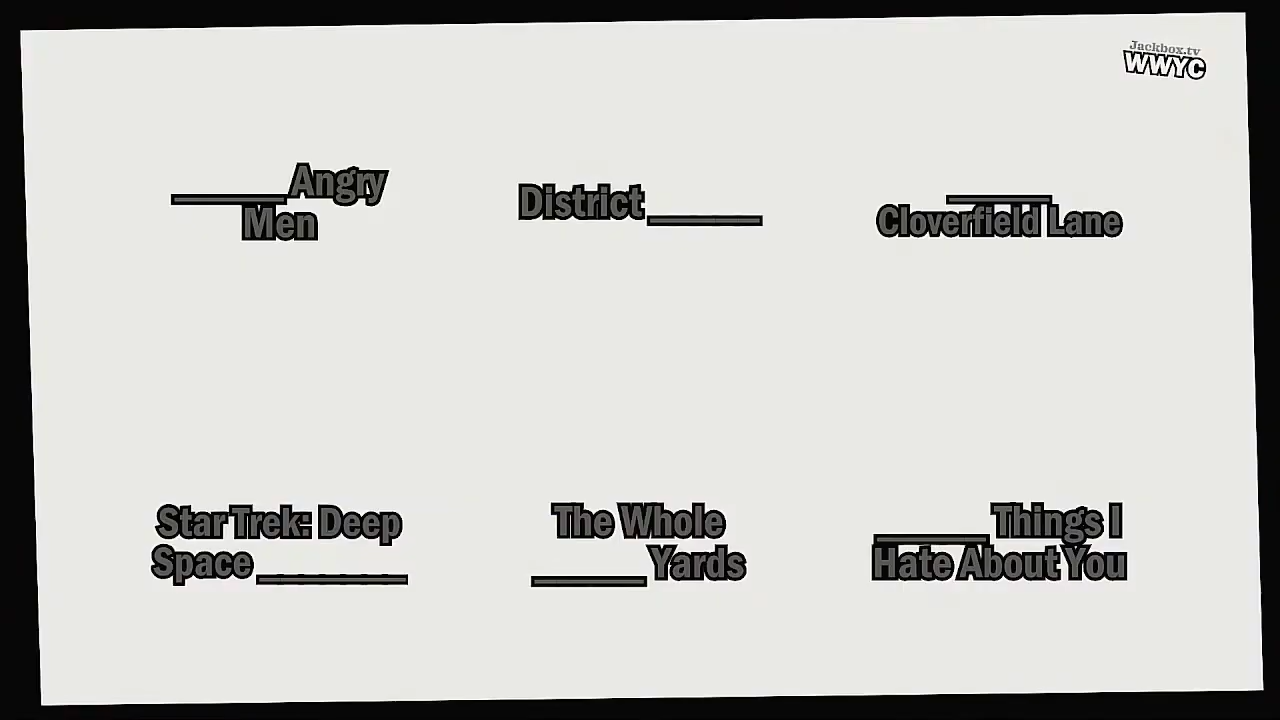 Jackbox.tv
WWYC
______ Angry
Men
District ______
______
Cloverfield Lane
Star Trek: Deep
Space ________
The Whole
______ Yards
______ Things I
Hate About You